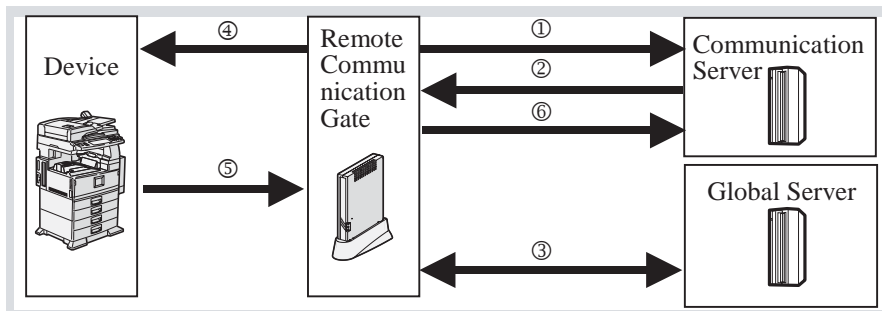 Device
④
⑤
Remote
Commu
nication
Gate
①
②
⑥
③
Communication
Server
Global Server